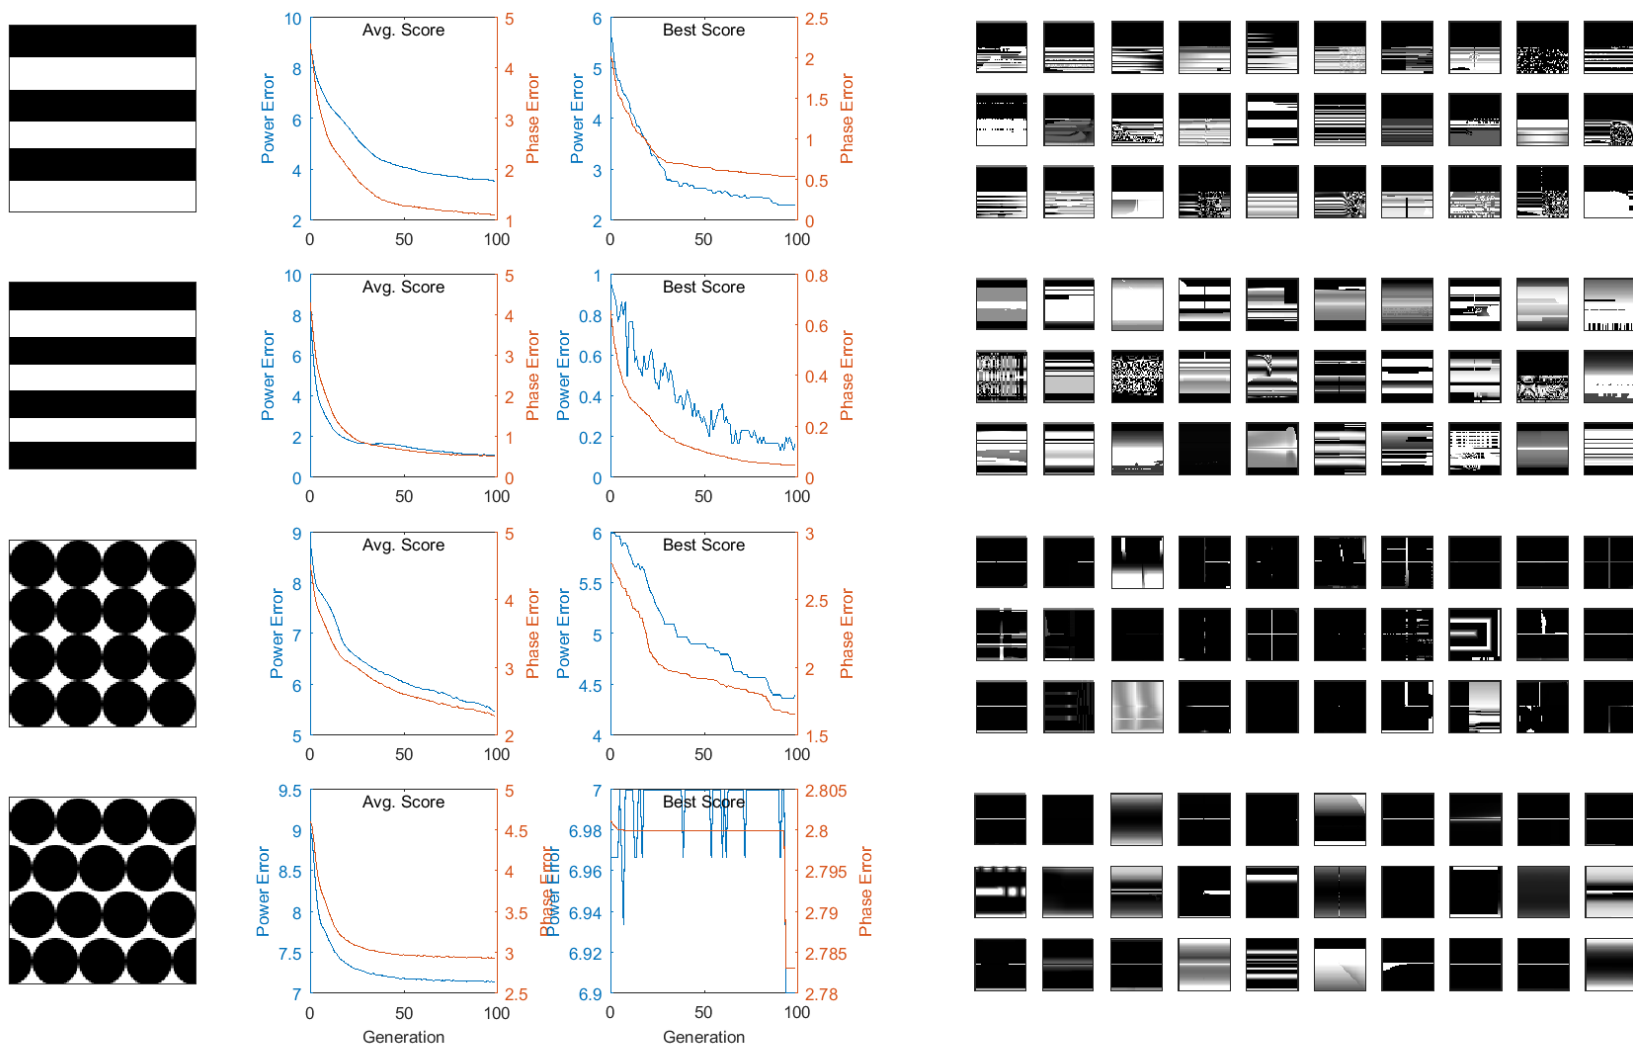 Avg. Score
Power Error
10
8
6
4
2
Phase Error
5
4
3
2
1
0 50 100
Best Score
Power Error
6
5
4
3
2
Phase Error
2.5
2
1.5
1
0.5
0
0 50 100
Avg. Score
Power Error
10
8
6
4
2
0
Phase Error
5
4
3
2
1
0
0 50 100
Best Score
Power Error
1
0.8
0.6
0.4
0.2
0
Phase Error
0.8
0.6
0.4
0.2
0
0 50 100
Avg. Score
Power Error
9
8
7
6
5
Phase Error
5
4
3
2
0 50 100
Best Score
Power Error
6
5.5
5
4.5
4
Phase Error
3
2.5
2
1.5
0 50 100
Avg. Score
Power Error
9.5
9
8.5
8
7.5
7
Phase Error
5
4.5
4
3.5
3
2.5
0 50 100
Generation
Best Score
Power Error
7
6.98
6.96
6.94
6.92
6.9
Phase Error
2.805
2.8
2.795
2.79
2.785
2.78
0 50 100
Generation